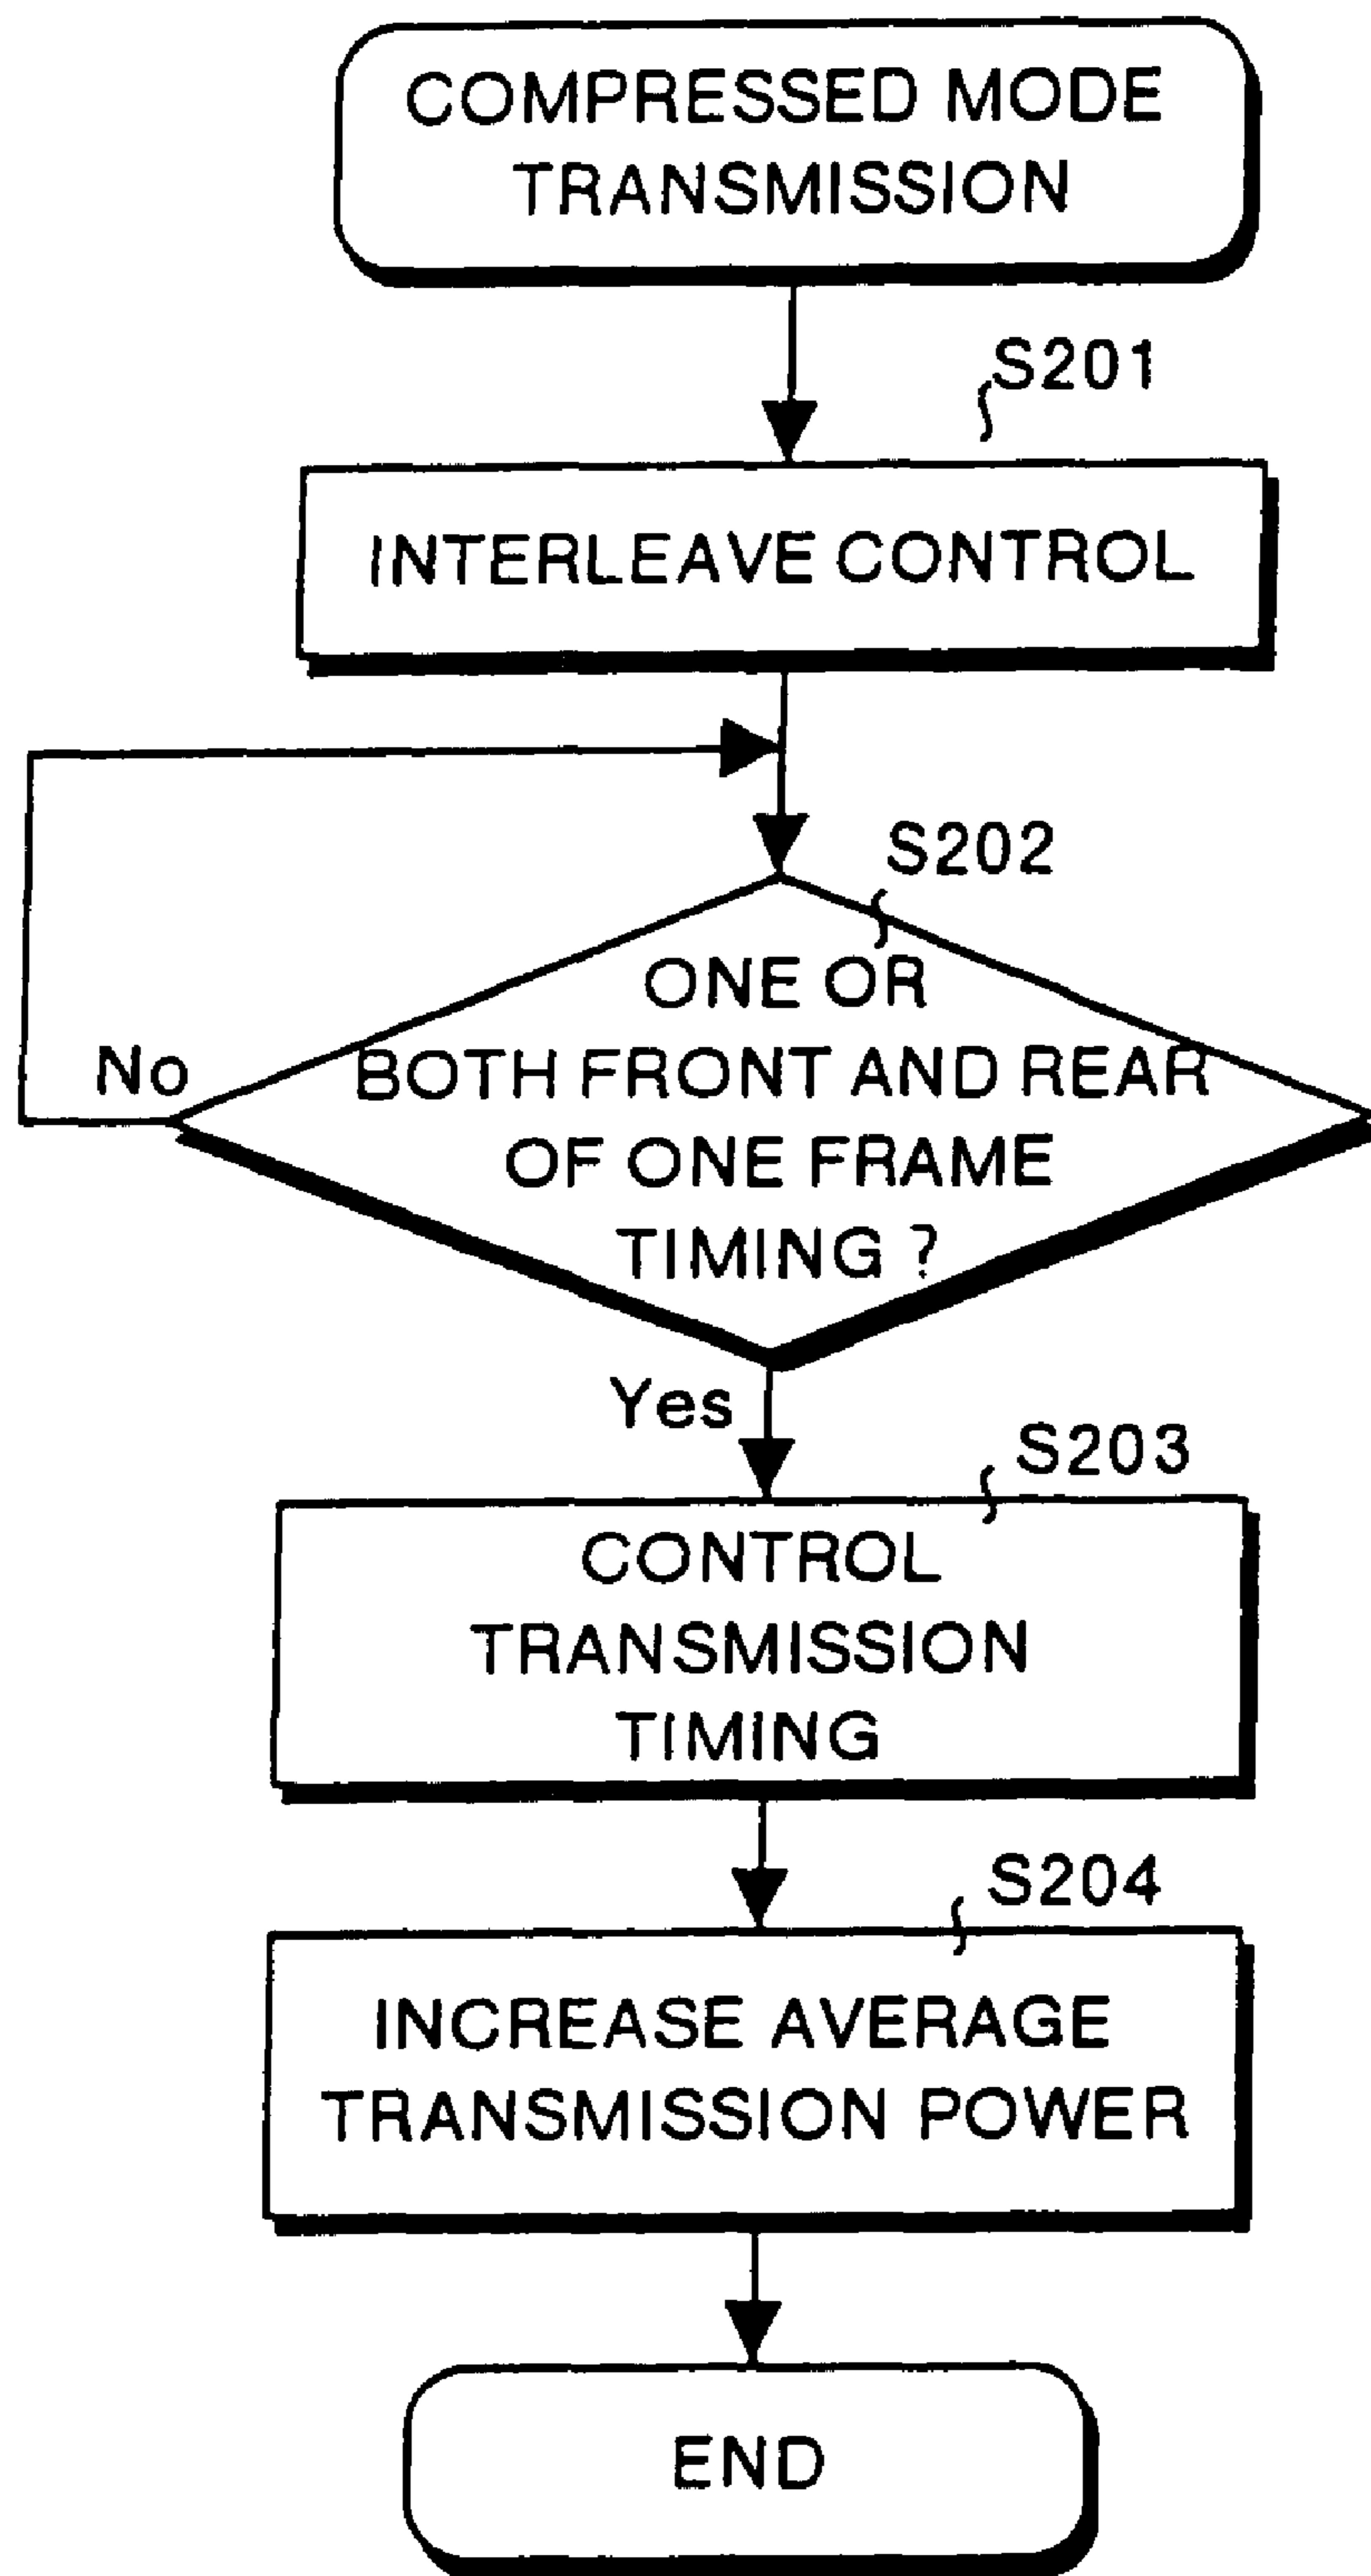 COMPRESSED MODE
TRANSMISSION
S201
INTERLEAVE CONTROL
S202
ONE OR
BOTH FRONT AND REAR
OF ONE FRAME
TIMING ?
No
Yes
S203
CONTROL
TRANSMISSION
TIMING
S204
INCREASE AVERAGE
TRANSMISSION POWER
END